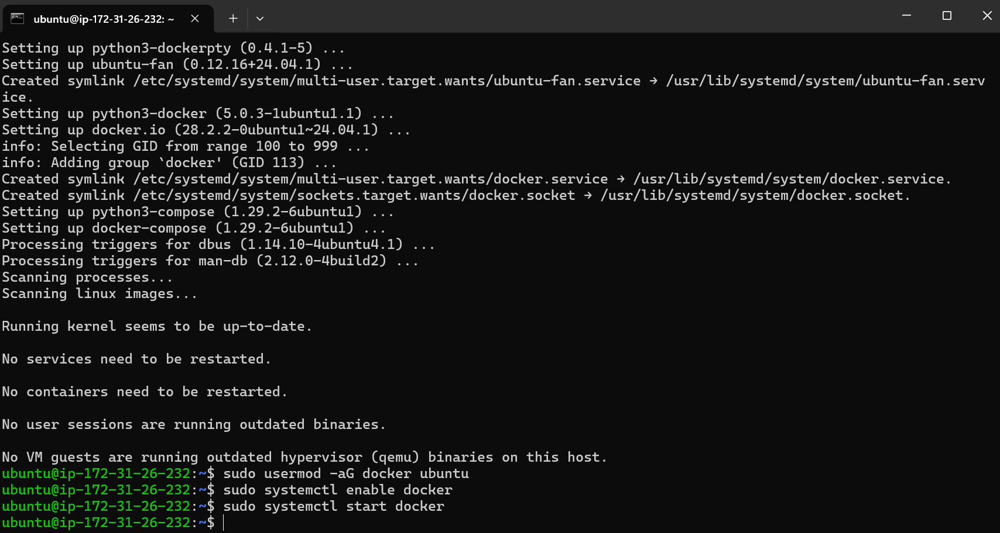 ubuntu@ip-172-31-26-232: ~
Setting up python3-dockerpty (0.4.1-5) ...
Setting up ubuntu-fan (0.12.16+24.04.1) ...
Created symlink /etc/systemd/system/multi-user.target.wants/ubuntu-fan.service → /usr/lib/systemd/system/ubuntu-fan.serv
ice.
Setting up python3-docker (5.0.3-1ubuntu1.1) ...
Setting up docker.io (28.2.2-0ubuntu1~24.04.1) ...
info: Selecting GID from range 100 to 999 ...
info: Adding group `docker' (GID 113) ...
Created symlink /etc/systemd/system/multi-user.target.wants/docker.service → /usr/lib/systemd/system/docker.service.
Created symlink /etc/systemd/system/sockets.target.wants/docker.socket → /usr/lib/systemd/system/docker.socket.
Setting up python3-compose (1.29.2-6ubuntu1) ...
Setting up docker-compose (1.29.2-6ubuntu1) ...
Processing triggers for dbus (1.14.10-4ubuntu4.1) ...
Processing triggers for man-db (2.12.0-4build2) ...
Scanning processes...
Scanning linux images...
Running kernel seems to be up-to-date.
No services need to be restarted.
No containers need to be restarted.
No user sessions are running outdated binaries.
No VM guests are running outdated hypervisor (qemu) binaries on this host.
ubuntu@ip-172-31-26-232:~$ sudo usermod -aG docker ubuntu
ubuntu@ip-172-31-26-232:~$ sudo systemctl enable docker
ubuntu@ip-172-31-26-232:~$ sudo systemctl start docker
ubuntu@ip-172-31-26-232:~$